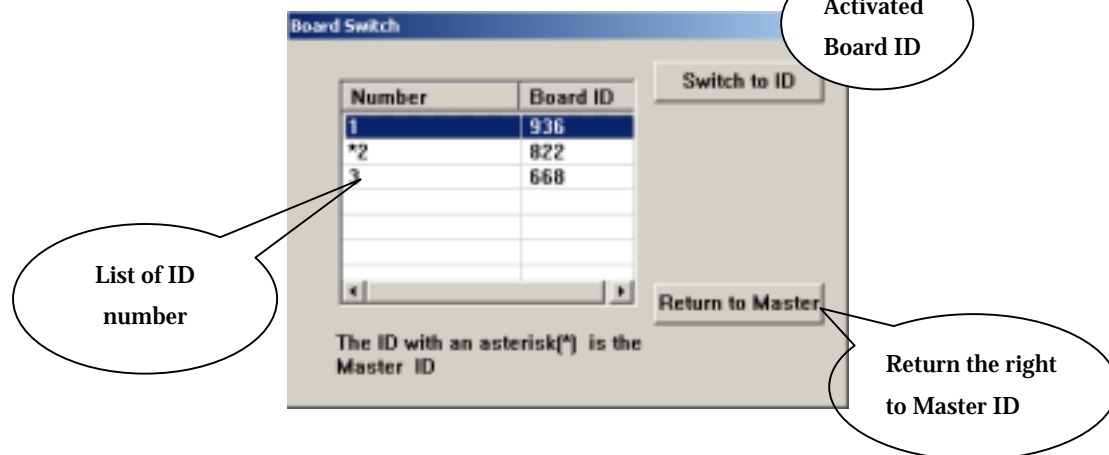 Activated
Board ID
Board Switch
Switch to ID
Number Board ID
1 936
*2 822
3 668
List of ID
number
Return to Master
The ID with an asterisk(*) is the
Master ID
Return the right
to Master ID